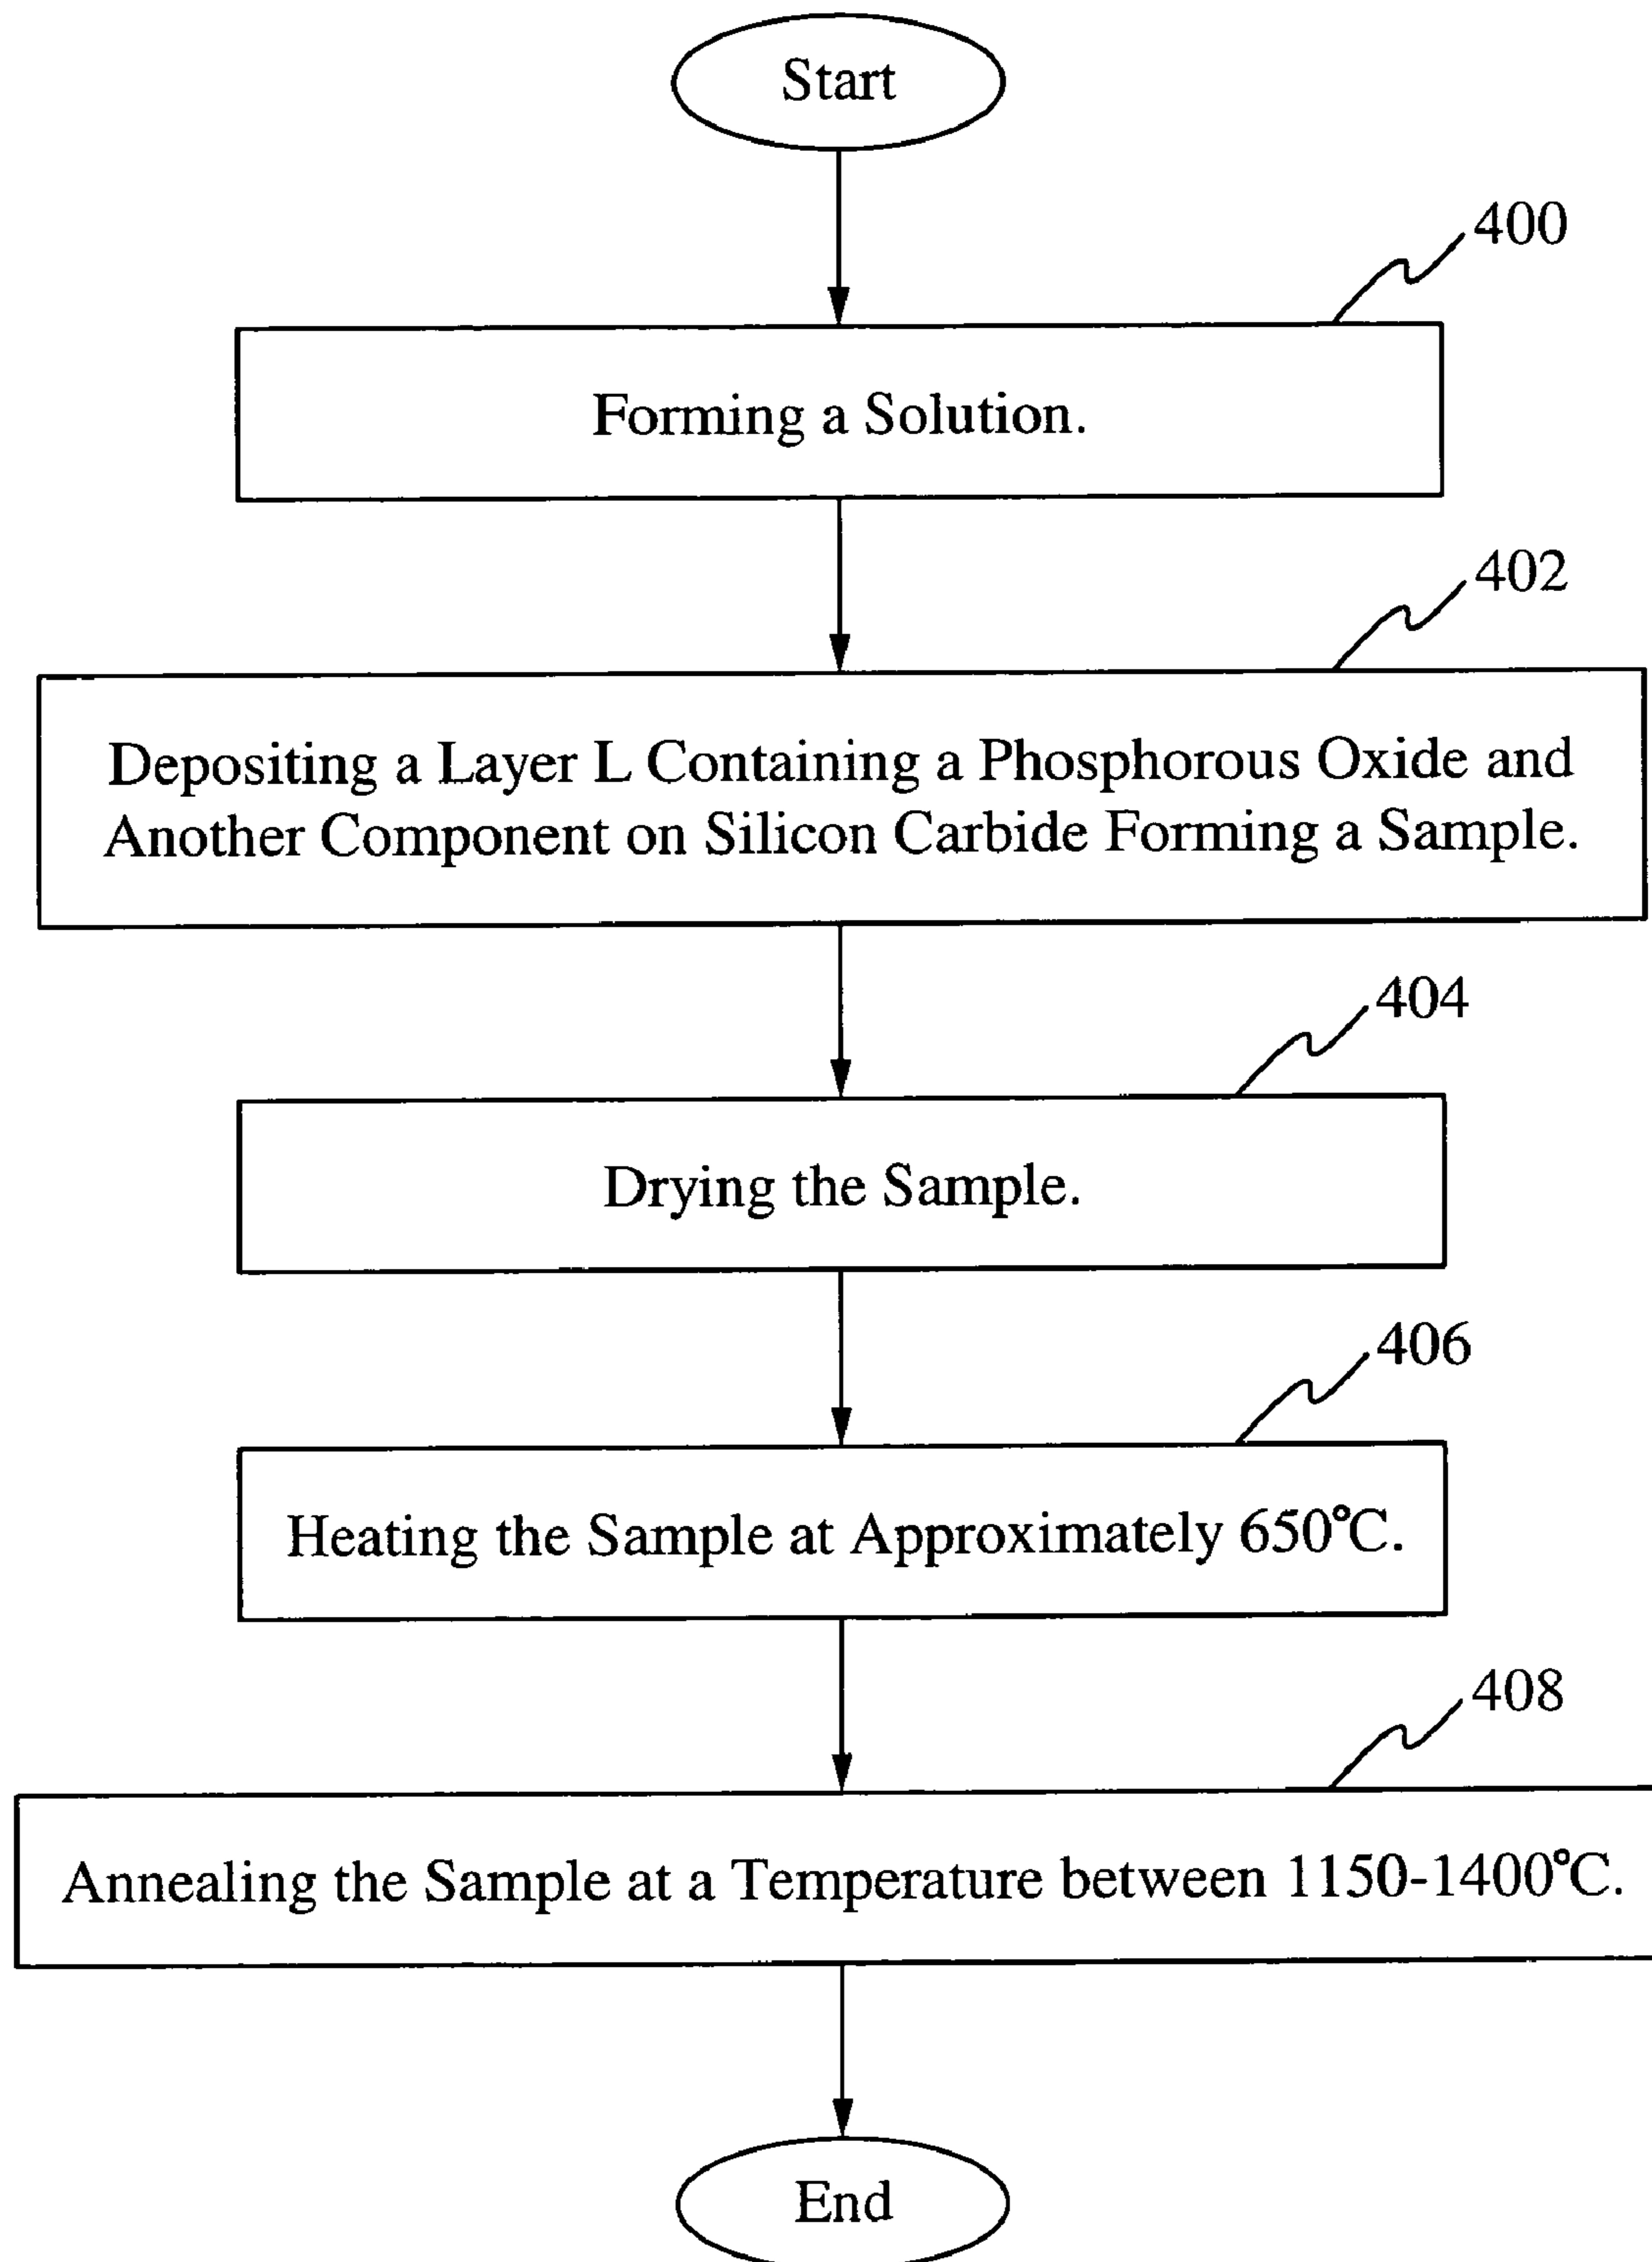 Start
400
Forming a Solution.
402
Depositing a Layer L Containing a Phosphorous Oxide and
Another Component on Silicon Carbide Forming a Sample.
404
Drying the Sample.
406
Heating the Sample at Approximately 650°C.
408
Annealing the Sample at a Temperature between 1150-1400°C.
End